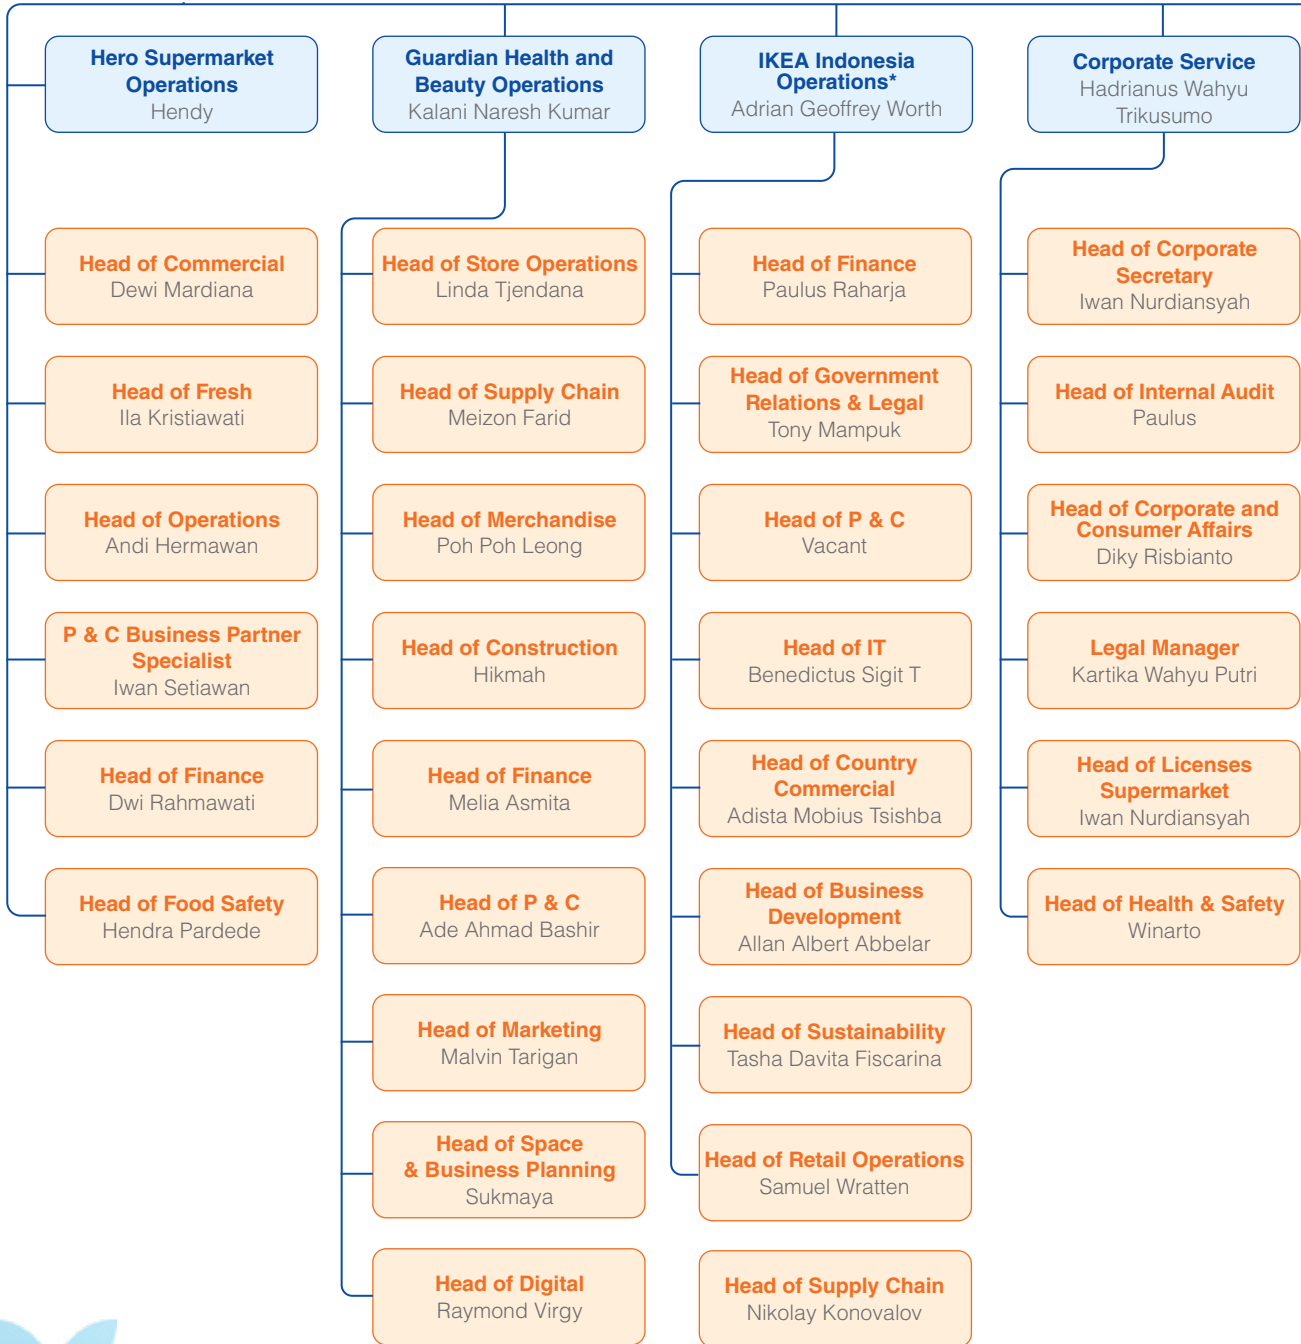 Hero Supermarket
Operations
Hendy
Head of Commercial
Dewi Mardiana
Head of Fresh
Ila Kristiawati
Head of Operations
Andi Hermawan
P & C Business Partner
Specialist
Iwan Setiawan
Head of Finance
Dwi Rahmawati
Head of Food Safety
Hendra Pardede
Guardian Health and
Beauty Operations
Kalani Naresh Kumar
Head of Store Operations
Linda Tjendana
Head of Supply Chain
Meizon Farid
Head of Merchandise
Poh Poh Leong
Head of Construction
Hikmah
Head of Finance
Melia Asmita
Head of P & C
Ade Ahmad Bashir
Head of Marketing
Malvin Tarigan
Head of Space
& Business Planning
Sukmaya
Head of Digital
Raymond Virgy
IKEA Indonesia
Operations*
Adrian Geoffrey Worth
Head of Finance
Paulus Raharja
Head of Government
Relations & Legal
Tony Mampuk
Head of P & C
Vacant
Head of IT
Benedictus Sigit T
Head of Country
Commercial
Adista Mobius Tsishba
Head of Business
Development
Allan Albert Abbelar
Head of Sustainability
Tasha Davita Fiscarina
Head of Retail Operations
Samuel Wratten
Head of Supply Chain
Nikolay Konovalov
Corporate Service
Hadrianus Wahyu
Trikusumo
Head of Corporate
Secretary
Iwan Nurdiansyah
Head of Internal Audit
Paulus
Head of Corporate and
Consumer Affairs
Diky Risbianto
Legal Manager
Kartika Wahyu Putri
Head of Licenses
Supermarket
Iwan Nurdiansyah
Head of Health & Safety
Winarto